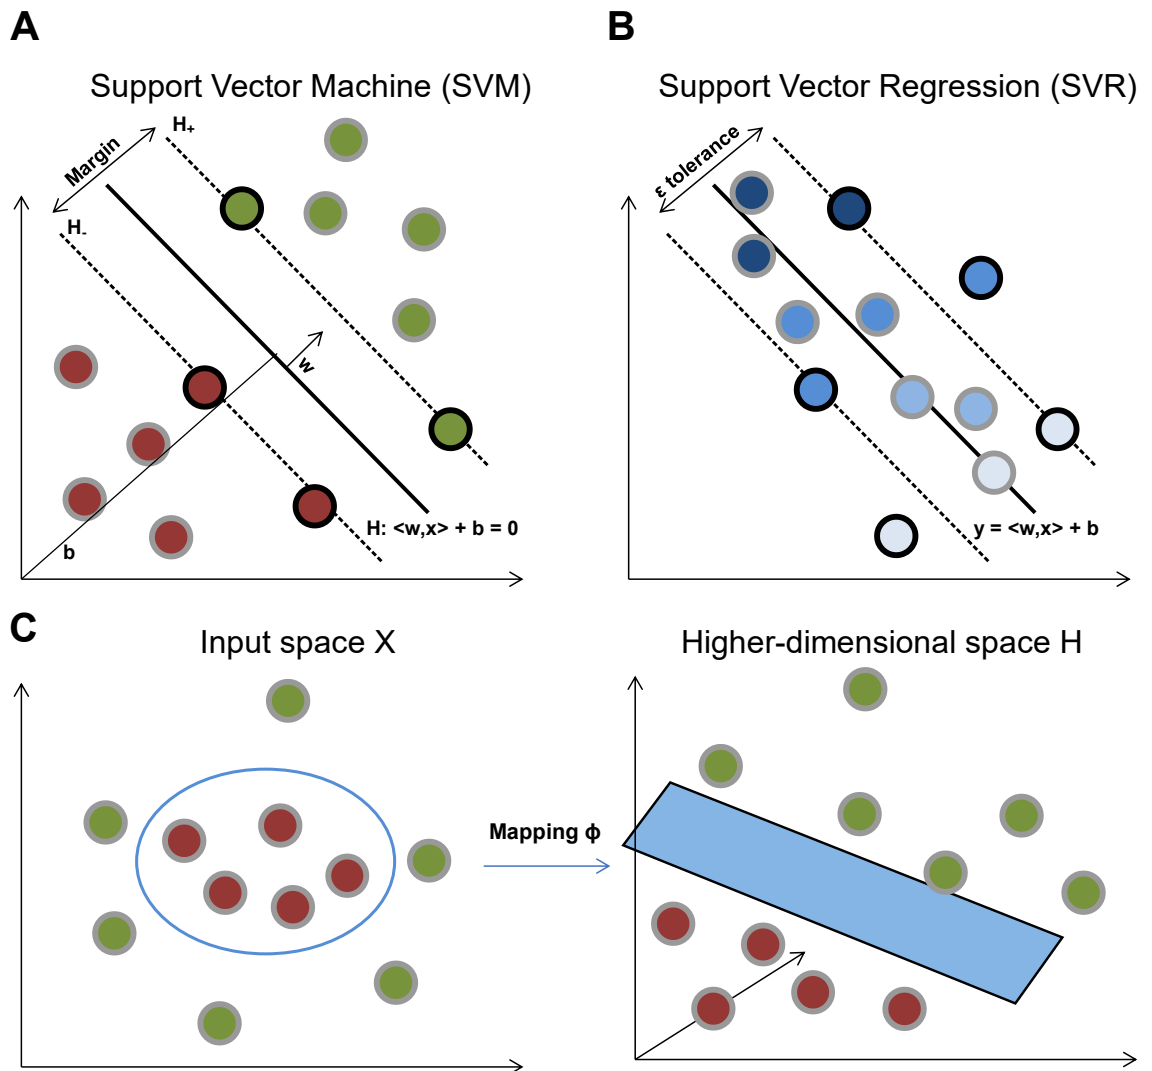 A
B
Support Vector Machine (SVM)
Support Vector Regression (SVR)
Margin
H+
H-
w
b
H: <w,x> + b = 0
ε tolerance
y = <w,x> + b
C
Input space X
Higher-dimensional space H
Mapping ϕ